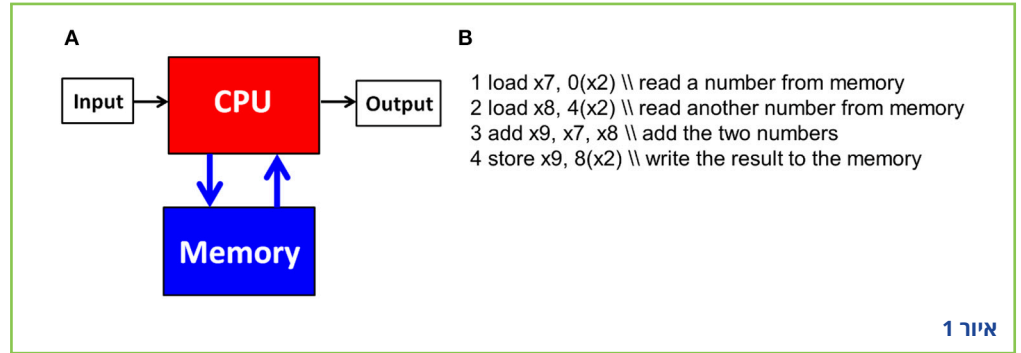 A
Input
CPU
Output
Memory
B
1 load x7, 0(x2) \\ read a number from memory
2 load x8, 4(x2) \\ read another number from memory
3 add x9, x7, x8 \\ add the two numbers
4 store x9, 8(x2) \\ write the result to the memory
איור 1